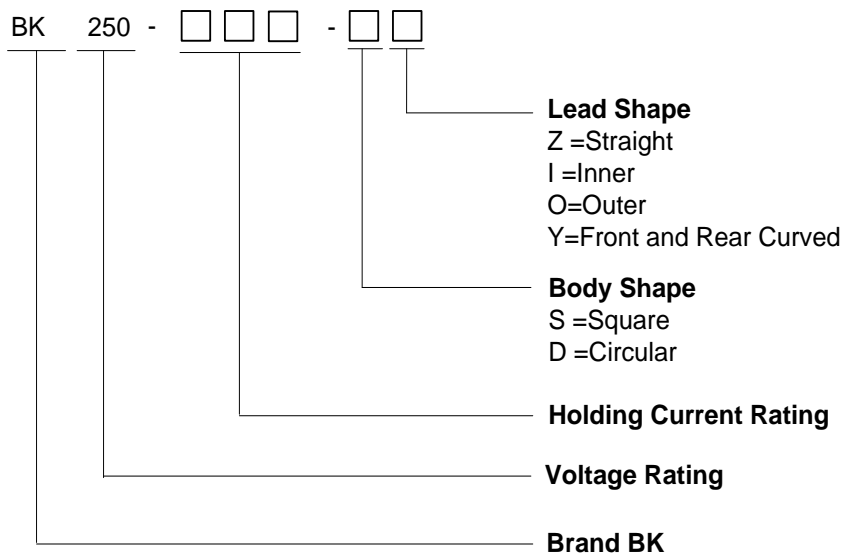 BK 250 - □□□ - □□
Lead Shape
Z =Straight
I =Inner
O=Outer
Y=Front and Rear Curved
Body Shape
S =Square
D =Circular
Holding Current Rating
Voltage Rating
Brand BK